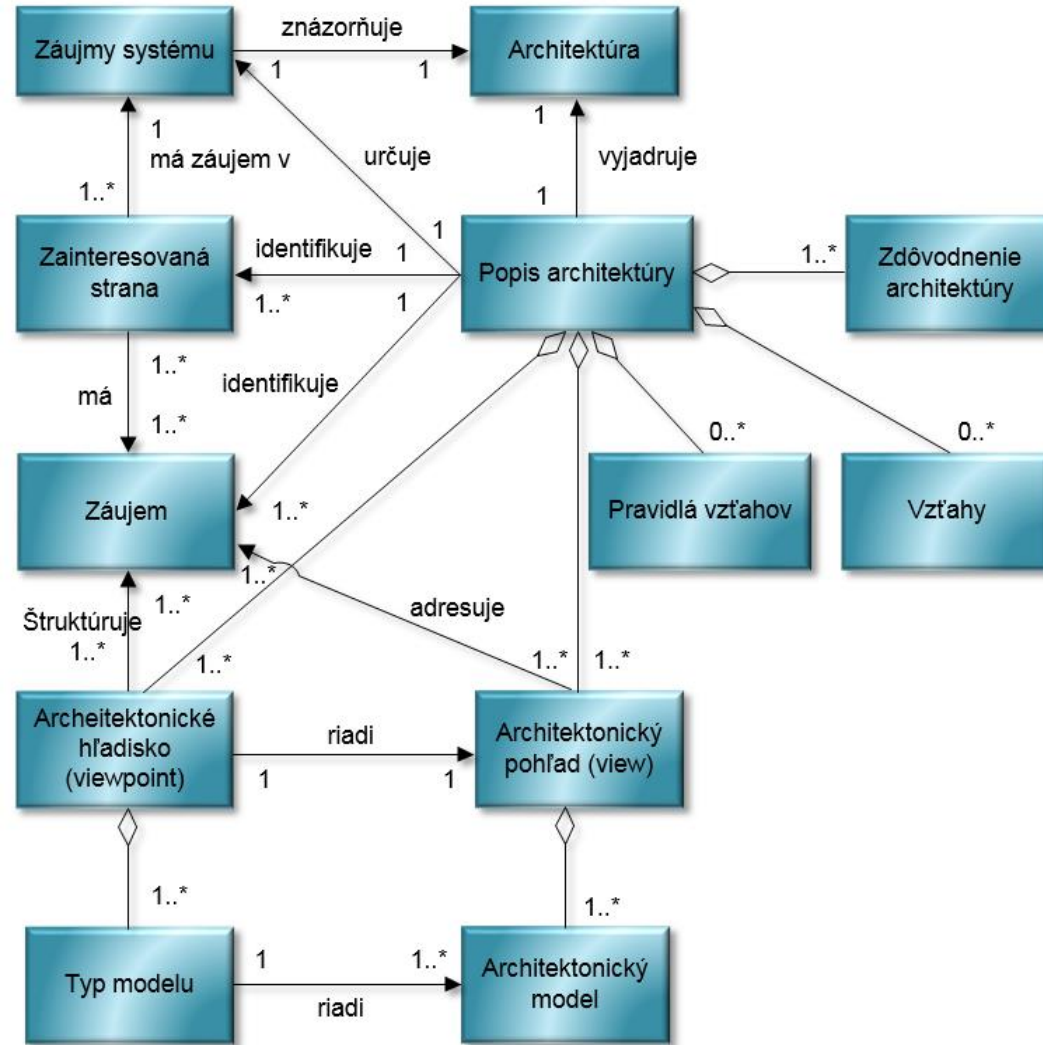 Záujmy systému
znázorňuje
Architektúra
1
1
1
1
má záujem v
určuje
vyjadruje
1..*
1
1
Zainteresovaná
strana
identifikuje
1
1..*
1
Popis architektúry
1..*
Zdôvodnenie
architektúry
1..*
má
1..*
identifikuje
0..*
0..*
Záujem
1..*
Pravidlá vzťahov
Vzťahy
1..*
Štruktúruje
1..*
1..*
adresuje
1..*
1..*
1..*
Archeitektonické
hľadisko
(viewpoint)
riadi
1
1
Architektonický
pohľad (view)
1..*
1..*
Typ modelu
1
1..*
riadi
Architektonický
model